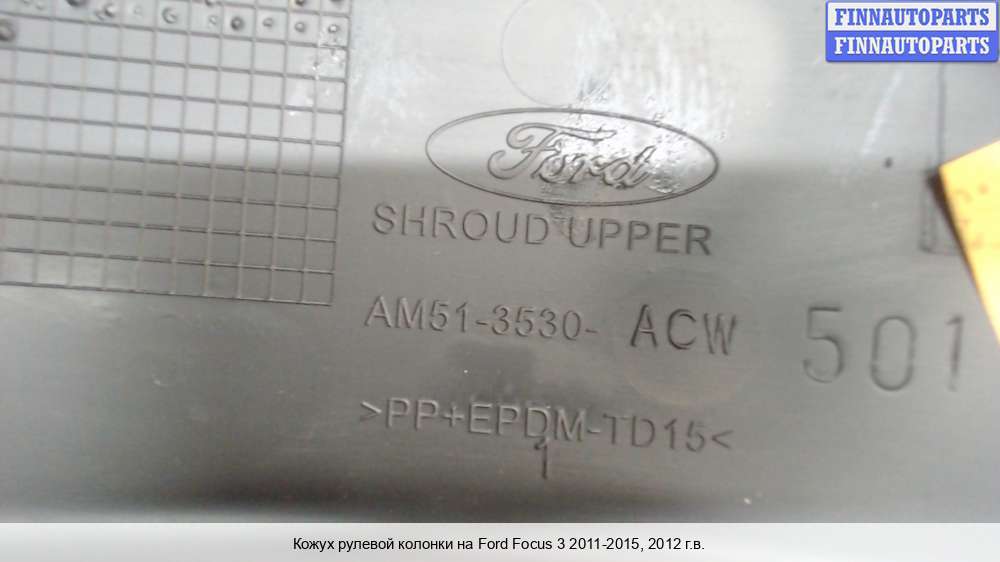 FINNAUTOPARTS
FINNAUTOPARTS
Ford
SHROUD UPPER
AM51-3530- ACW 501
>PP+EPDM-TD15<
1
Кожух рулевой колонки на Ford Focus 3 2011-2015, 2012 г.в.